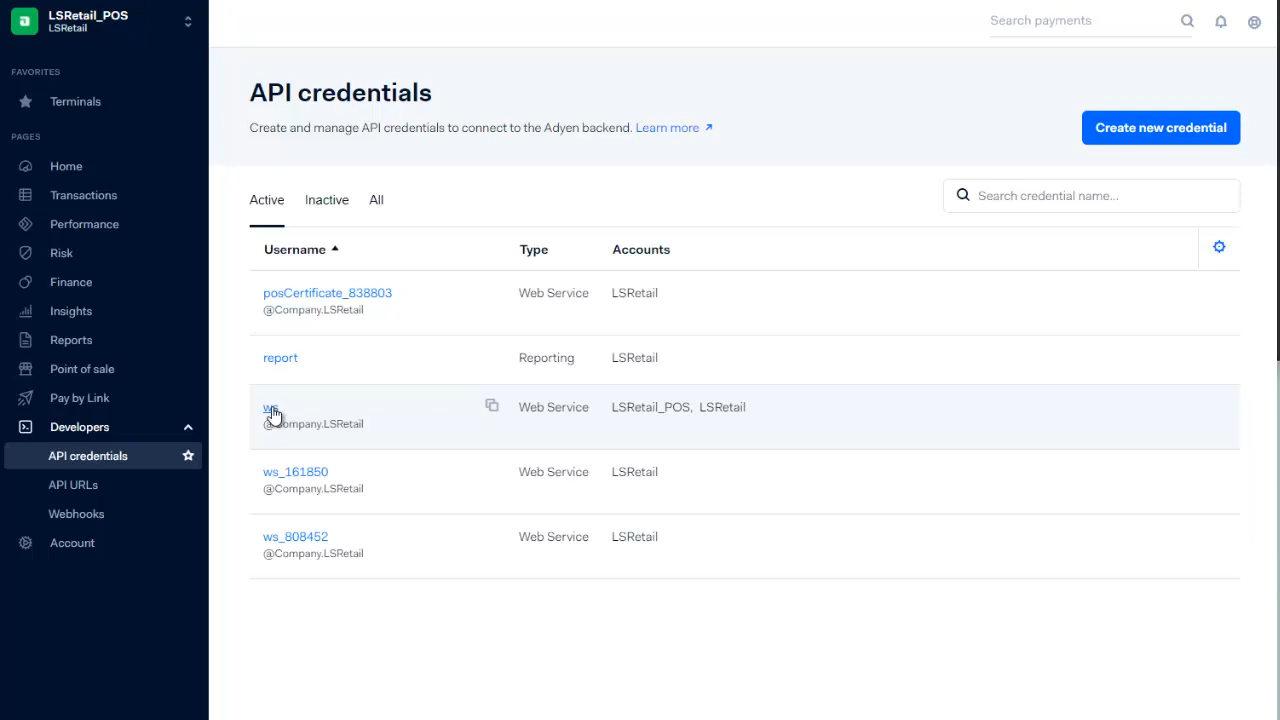 LSRetail_POS
LSRetail
FAVORITES
Terminals
PAGES
Home
Transactions
Performance
Risk
Finance
Insights
Reports
Point of sale
Pay by Link
Developers
API credentials
API URLs
Webhooks
Account
Search payments
API credentials
Create and manage API credentials to connect to the Adyen backend. Learn more
Create new credential
Active Inactive All
Search credential name...
Username Type Accounts
posCertificate_838803 Web Service LSRetail
@Company.LSRetail
report Reporting LSRetail
ws Web Service LSRetail_POS, LSRetail
@Company.LSRetail
ws_161850 Web Service LSRetail
@Company.LSRetail
ws_808452 Web Service LSRetail
@Company.LSRetail